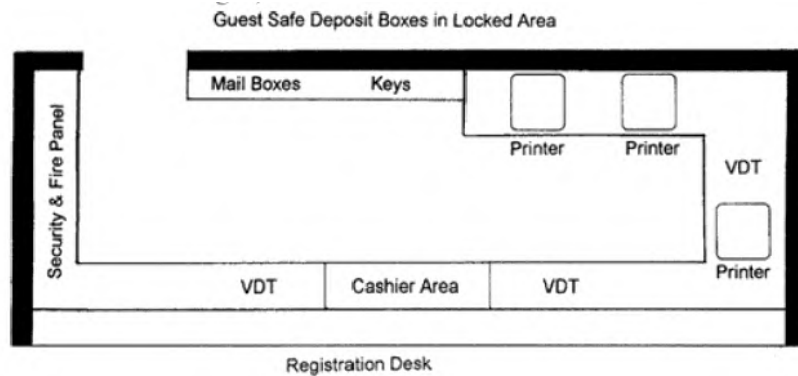 Guest Safe Deposit Boxes in Locked Area
Mail Boxes Keys
Security & Fire Panel
Printer Printer
VDT
Printer
VDT Cashier Area VDT
Registration Desk